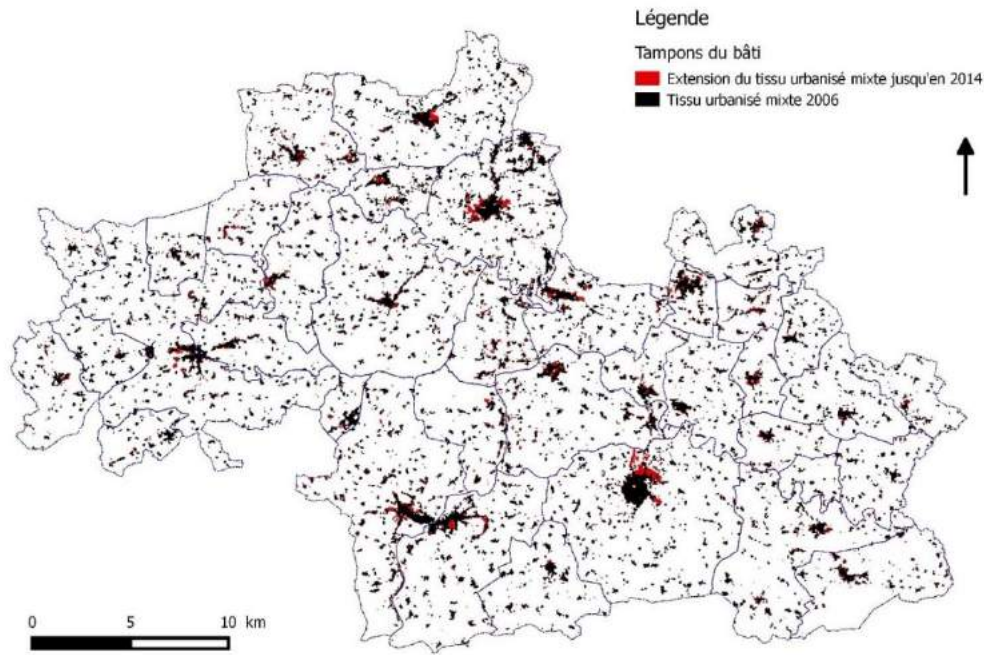 Légende
Tampons du bâti
Extension du tissu urbanisé mixte jusqu'en 2014
Tissu urbanisé mixte 2006
0 5 10 km